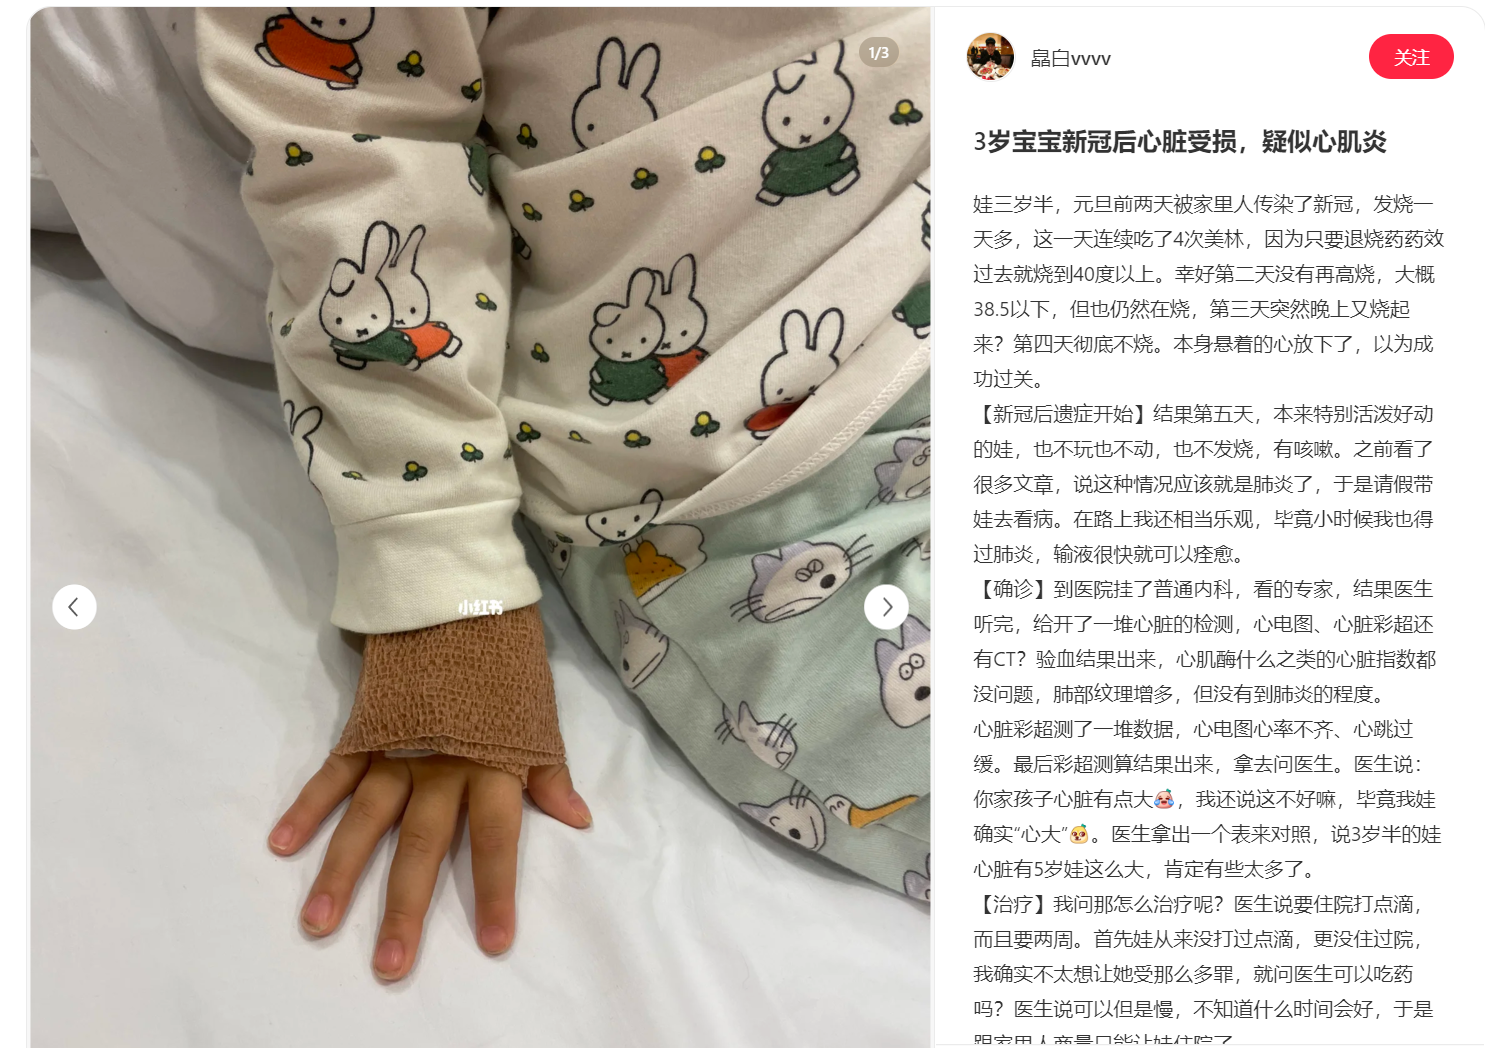 1/3
小红书
皛白vvvv
关注
3岁宝宝新冠后心脏受损，疑似心肌炎
娃三岁半，元旦前两天被家里人传染了新冠，发烧一
天多，这一天连续吃了4次美林，因为只要退烧药药效
过去就烧到40度以上。幸好第二天没有再高烧，大概
38.5以下，但也仍然在烧，第三天突然晚上又烧起
来？第四天彻底不烧。本身悬着的心放下了，以为成
功过关。
【新冠后遗症开始】结果第五天，本来特别活泼好动
的娃，也不玩也不动，也不发烧，有咳嗽。之前看了
很多文章，说这种情况应该就是肺炎了，于是请假带
娃去看病。在路上我还相当乐观，毕竟小时候我也得
过肺炎，输液很快就可以痊愈。
【确诊】到医院挂了普通内科，看的专家，结果医生
听完，给开了一堆心脏的检测，心电图、心脏彩超还
有CT？验血结果出来，心肌酶什么之类的心脏指数都
没问题，肺部纹理增多，但没有到肺炎的程度。
心脏彩超测了一堆数据，心电图心率不齐、心跳过
缓。最后彩超测算结果出来，拿去问医生。医生说：
你家孩子心脏有点大，我还说这不好嘛，毕竟我娃
确实“心大”。医生拿出一个表来对照，说3岁半的娃
心脏有5岁娃这么大，肯定有些太多了。
【治疗】我问那怎么治疗呢？医生说要住院打点滴，
而且要两周。首先娃从来没打过点滴，更没住过院，
我确实不太想让她受那么多罪，就问医生可以吃药
吗？医生说可以但是慢，不知道什么时间会好，于是
跟家里人商量只能让娃住院了